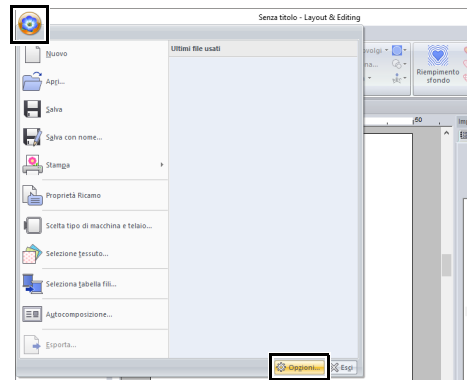 Senza titolo - Layout & Editing
Nuovo
Ultimi file usati
Apri...
Salva
Salva con nome...
Stampa
Proprietà Ricamo
Scelta tipo di macchina e telaio...
Selezione tessuto...
Seleziona tabella fili...
Autocomposizione...
Esporta...
Opzioni...
Esci
Riempimento
sfondo
50